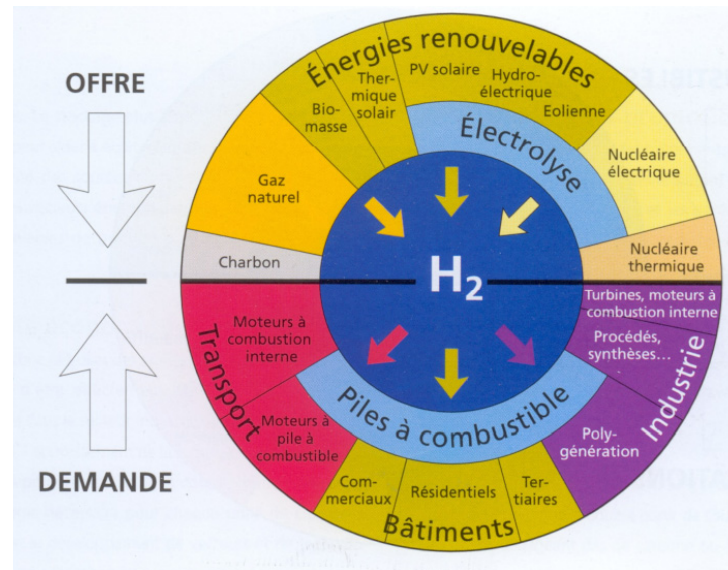 OFFRE
Énergies renouvelables
Bio-
masse
Ther-
mique
solair
PV solaire
Hydro-
électrique
Eolienne
Électrolyse
Nucléaire
électrique
Gaz
naturel
Charbon
Nucléaire
thermique
H2
Turbines, moteurs à
combustion interne
Procédés,
synthèses...
Poly-
génération
Industrie
Moteurs à
combustion
interne
Transport
Moteurs à
pile à
combustible
Piles à combustible
Com-
merciaux
Résidentiels
Ter-
tiaires
Bâtiments
DEMANDE